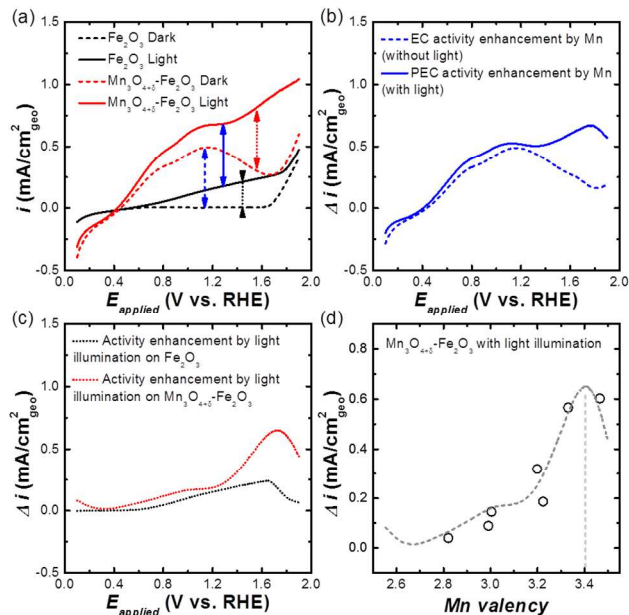 (a)
Fe₂O₃ Dark
Fe₂O₃ Light
Mn₃O₄₊δ-Fe₂O₃ Dark
Mn₃O₄₊δ-Fe₂O₃ Light
i (mA/cm²geo)
1.5
1.0
0.5
0.0
-0.5
0.0 0.4 0.8 1.2 1.6 2.0
E applied (V vs. RHE)
(b)
EC activity enhancement by Mn
(without light)
PEC activity enhancement by Mn
(with light)
Δ i (mA/cm²geo)
1.5
1.0
0.5
0.0
-0.5
0.0 0.4 0.8 1.2 1.6 2.0
E applied (V vs. RHE)
(c)
Activity enhancement by light
illumination on Fe₂O₃
Activity enhancement by light
illumination on Mn₃O₄₊δ-Fe₂O₃
Δ i (mA/cm²geo)
1.5
1.0
0.5
0.0
-0.5
0.0 0.4 0.8 1.2 1.6 2.0
E applied (V vs. RHE)
(d)
Mn₃O₄₊δ-Fe₂O₃ with light illumination
Δ i (mA/cm²geo)
0.8
0.6
0.4
0.2
0.0
2.6 2.8 3.0 3.2 3.4
Mn valency